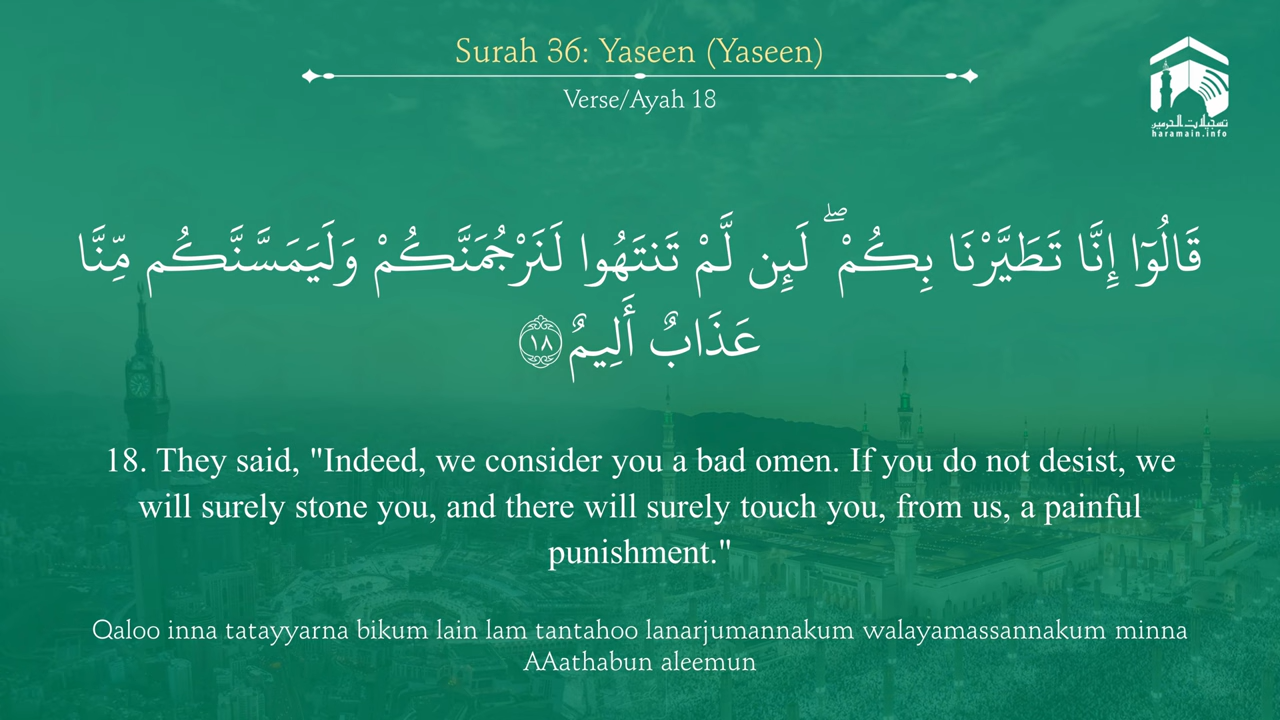 Surah 36: Yaseen (Yaseen)
Verse/Ayah 18
تسجيلات الحرمين
haramain.info
قَالُوٓا۟ إِنَّا تَطَيَّرْنَا بِكُمْ ۖ لَئِن لَّمْ تَنتَهُوا۟ لَنَرْجُمَنَّكُمْ وَلَيَمَسَّنَّكُم مِّنَّا
عَذَابٌ أَلِيمٌ ١٨
18. They said, "Indeed, we consider you a bad omen. If you do not desist, we
will surely stone you, and there will surely touch you, from us, a painful
punishment."
Qaloo inna tatayyarna bikum lain lam tantahoo lanarjumannakum walayamassannakum minna
AAathabun aleemun